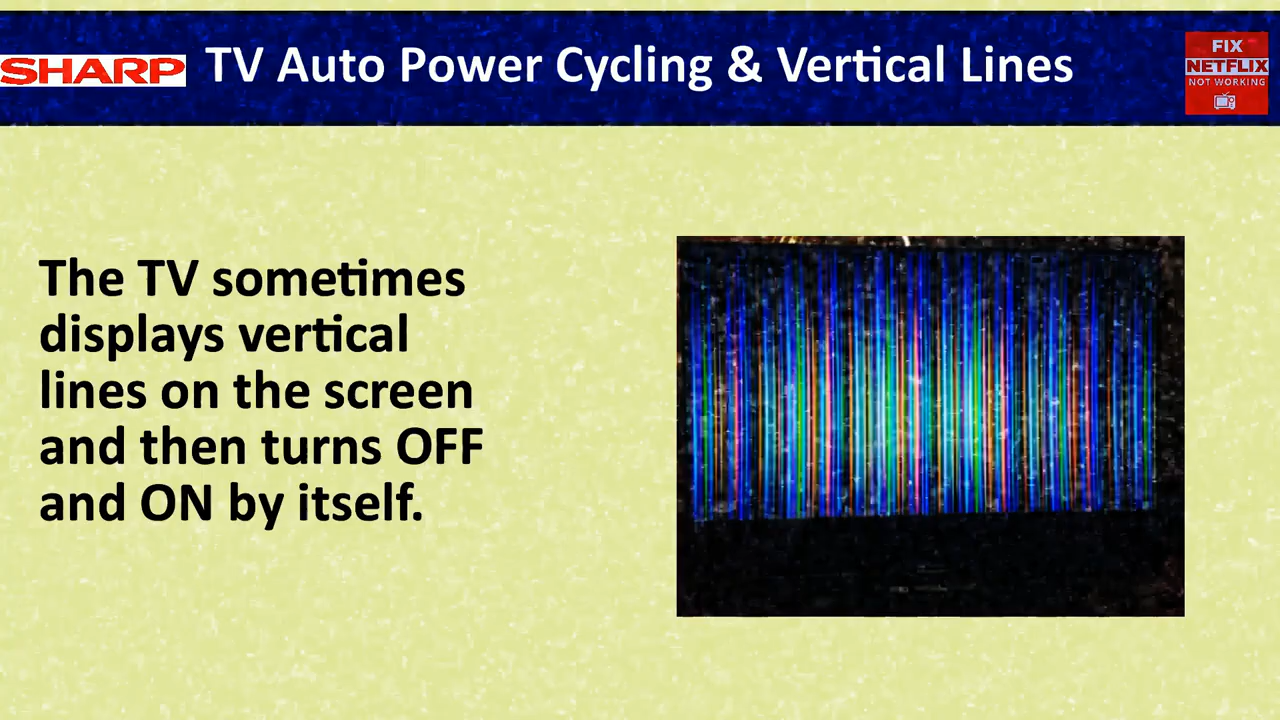 SHARP TV Auto Power Cycling & Vertical Lines
FIX
NETFLIX
NOT WORKING
The TV sometimes
displays vertical
lines on the screen
and then turns OFF
and ON by itself.